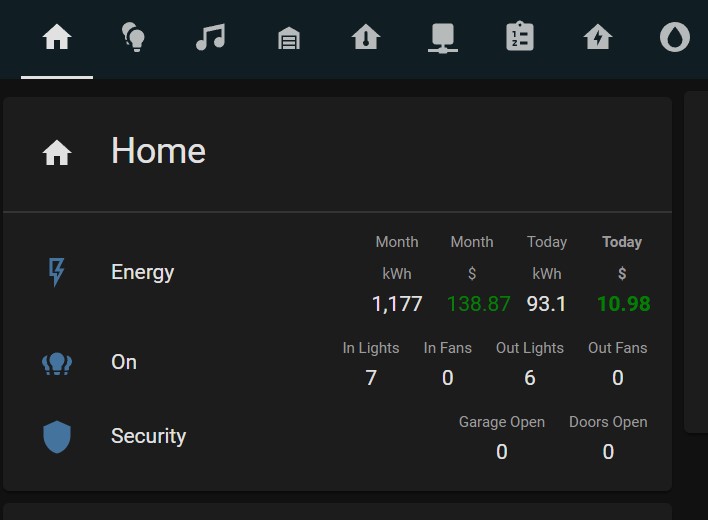 Home
Month Month Today Today
Energy kWh $ kWh $
1,177 138.87 93.1 10.98
In Lights In Fans Out Lights Out Fans
On 7 0 6 0
Garage Open Doors Open
Security 0 0